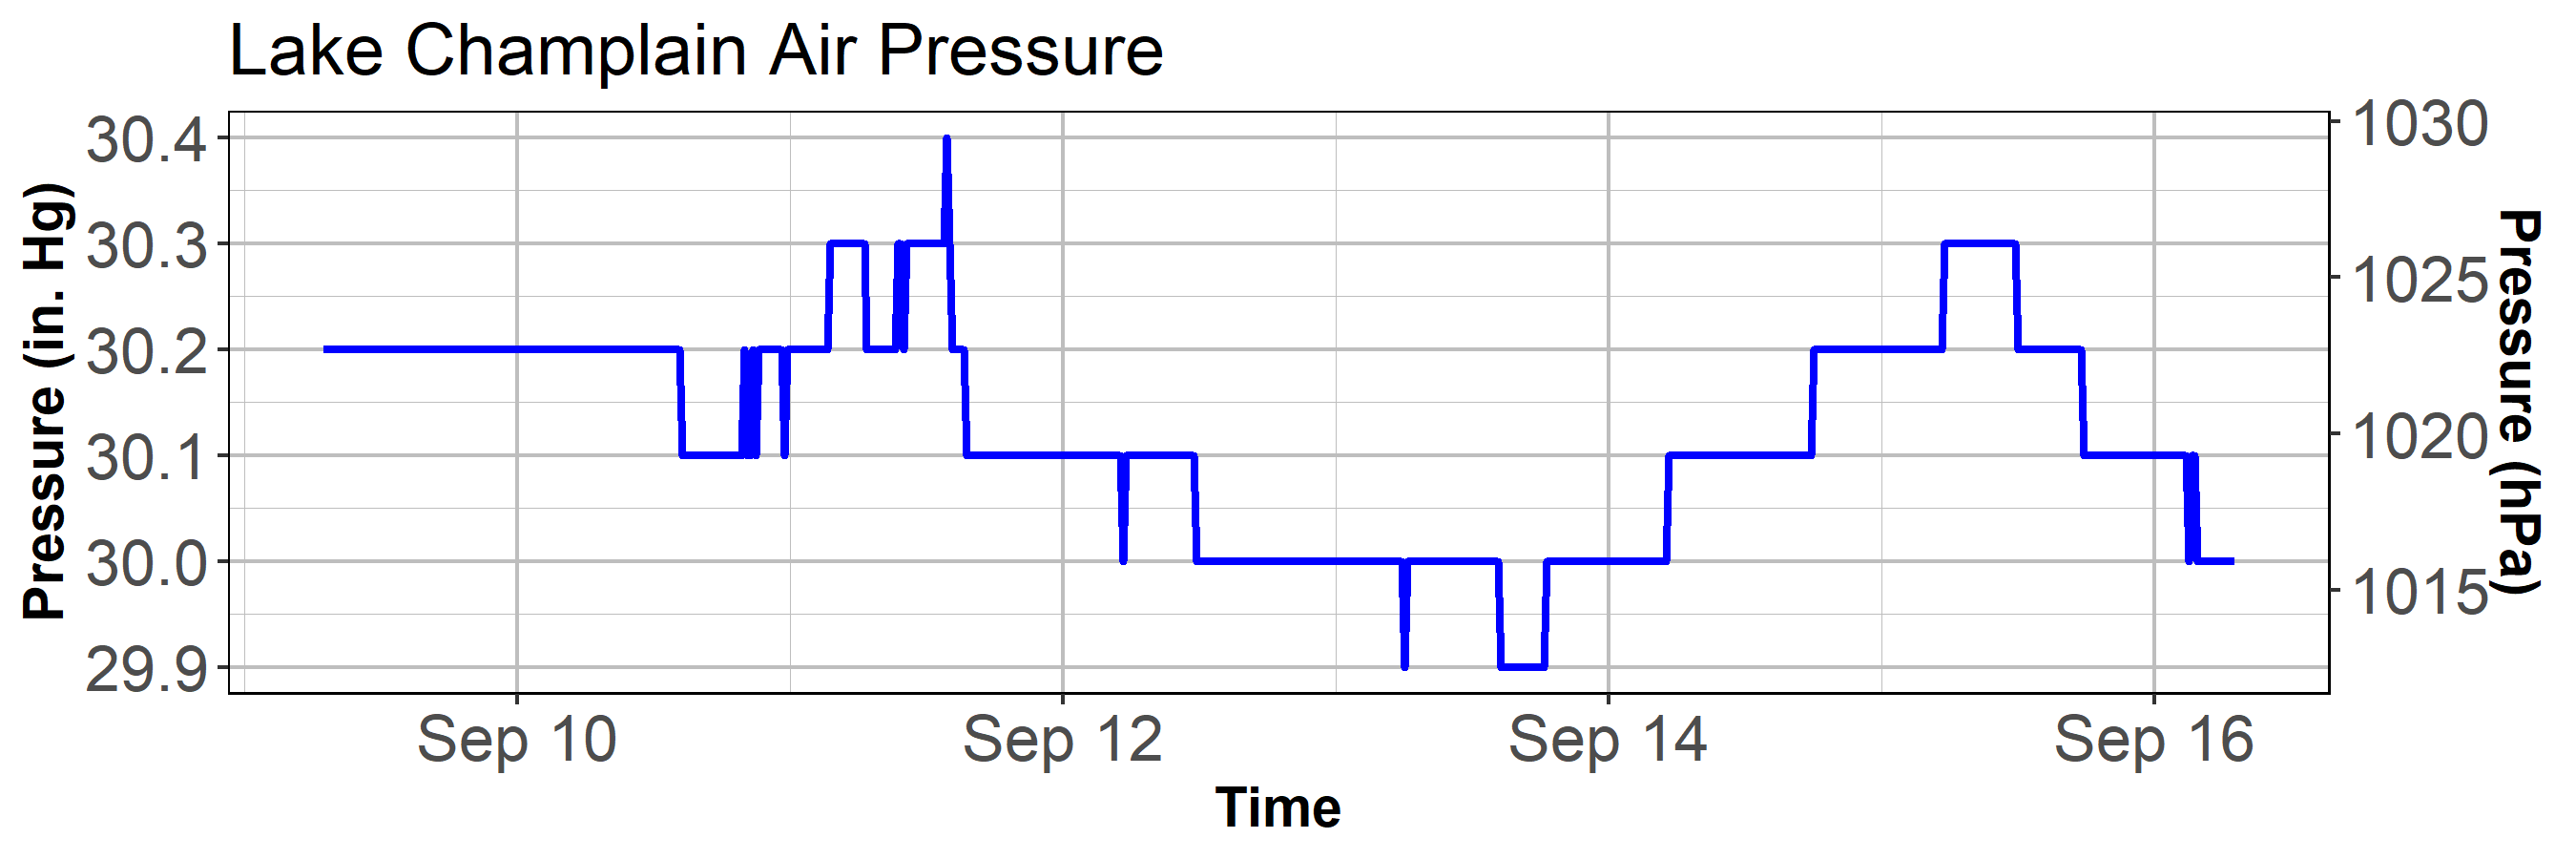 Lake Champlain Air Pressure
Pressure (in. Hg)
30.4
30.3
30.2
30.1
30.0
29.9
1030
1025
1020
1015
Pressure (hPa)
Sep 10
Sep 12
Sep 14
Sep 16
Time